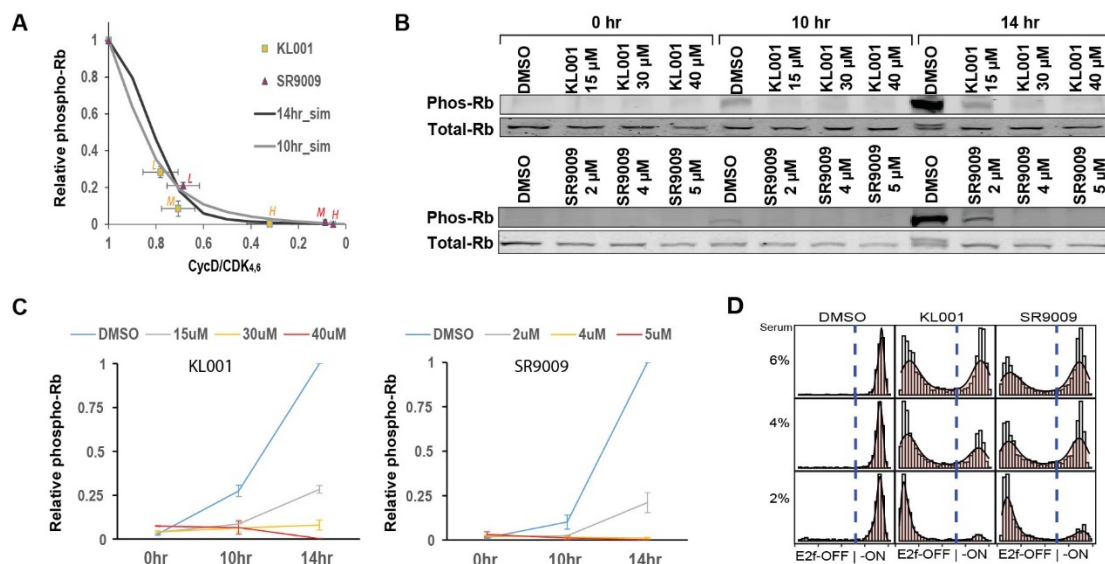 A
Relative phospho-Rb
1
0.8
0.6
0.4
0.2
0
KL001
SR9009
14hr_sim
10hr_sim
L
L
M
H
M
H
1 0.8 0.6 0.4 0.2 0
CycD/CDK4,6
B
0 hr 10 hr 14 hr
DMSO KL001 15 µM KL001 30 µM KL001 40 µM DMSO KL001 15 µM KL001 30 µM KL001 40 µM DMSO KL001 15 µM KL001 30 µM KL001 40 µM
Phos-Rb
Total-Rb
DMSO SR9009 2 µM SR9009 4 µM SR9009 5 µM DMSO SR9009 2 µM SR9009 4 µM SR9009 5 µM DMSO SR9009 2 µM SR9009 4 µM SR9009 5 µM
Phos-Rb
Total-Rb
C
DMSO 15uM 30uM 40uM
KL001
Relative phospho-Rb
1
0.75
0.5
0.25
0
0hr 10hr 14hr
DMSO 2uM 4uM 5uM
SR9009
Relative phospho-Rb
1
0.75
0.5
0.25
0
0hr 10hr 14hr
D
DMSO KL001 SR9009
Serum
6%
4%
2%
E2f-OFF | -ON E2f-OFF | -ON E2f-OFF | -ON